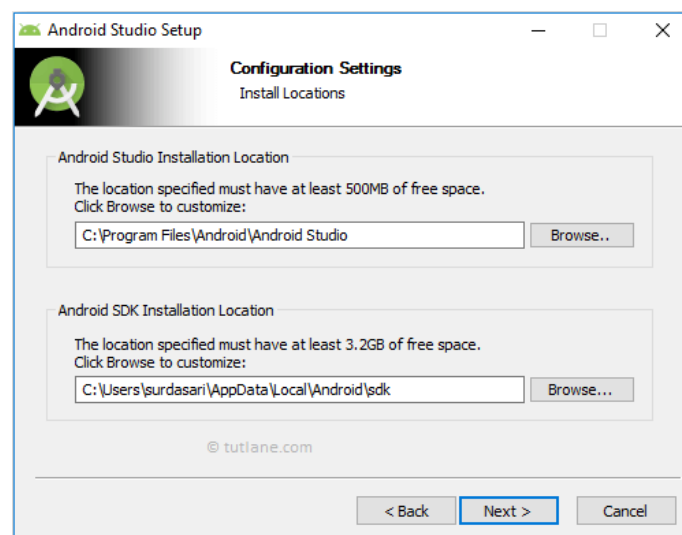 Android Studio Setup
Configuration Settings
Install Locations
Android Studio Installation Location
The location specified must have at least 500MB of free space.
Click Browse to customize:
C:\Program Files\Android\Android Studio
Browse..
Android SDK Installation Location
The location specified must have at least 3.2GB of free space.
Click Browse to customize:
C:\Users\surdasari\AppData\Local\Android\sdk
Browse...
© tutlane.com
< Back
Next >
Cancel